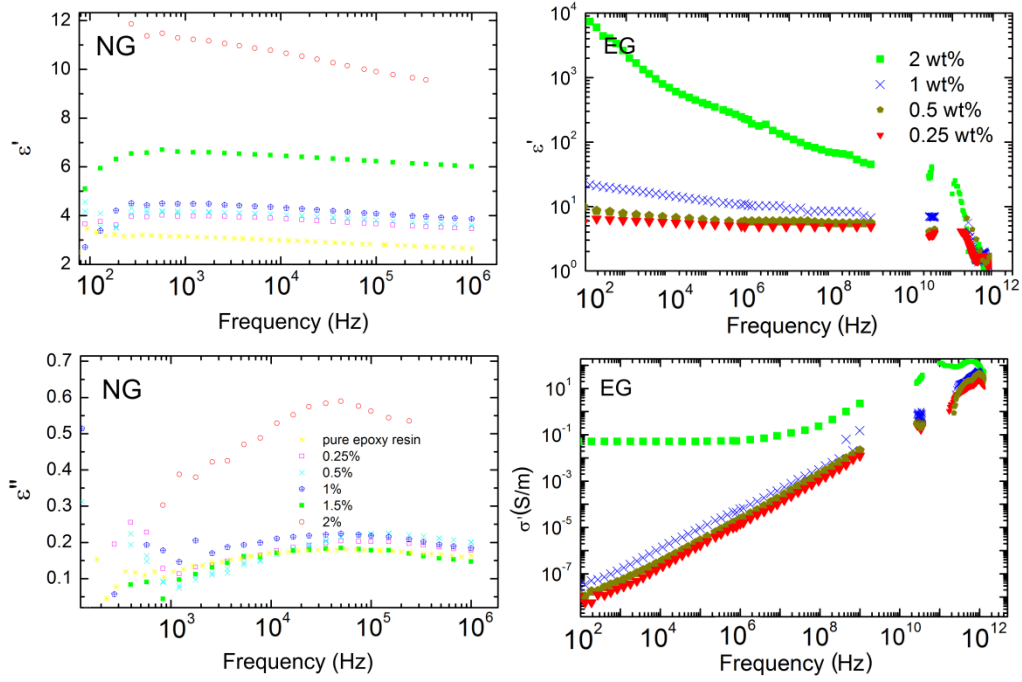 NG
12
10
8
6
4
2
ε'
10² 10³ 10⁴ 10⁵ 10⁶
Frequency (Hz)
EG
10⁴
10³
10²
10¹
10⁰
ε'
2 wt%
1 wt%
0.5 wt%
0.25 wt%
10² 10⁴ 10⁶ 10⁸ 10¹⁰ 10¹²
Frequency (Hz)
NG
0.7
0.6
0.5
0.4
0.3
0.2
0.1
ε''
pure epoxy resin
0.25%
0.5%
1%
1.5%
2%
10³ 10⁴ 10⁵ 10⁶
Frequency (Hz)
EG
10¹
10⁻¹
10⁻³
10⁻⁵
10⁻⁷
σ'(S/m)
10² 10⁴ 10⁶ 10⁸ 10¹⁰ 10¹²
Frequency (Hz)